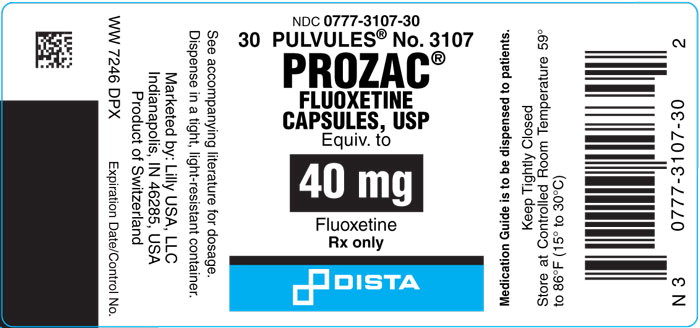 WW 7246 DPX
Expiration Date/Control No.
See accompanying literature for dosage.
Dispense in a tight, light-resistant container.
Marketed by: Lilly USA, LLC
Indianapolis, IN 46285, USA
Product of Switzerland
NDC 0777-3107-30
30 PULVULES® No. 3107
PROZAC®
FLUOXETINE
CAPSULES, USP
Equiv. to
40 mg
Fluoxetine
Rx only
DISTA
Medication Guide is to be dispensed to patients.
Keep Tightly Closed
Store at Controlled Room Temperature 59°
to 86°F (15° to 30°C)
N 3 0777-3107-30 2